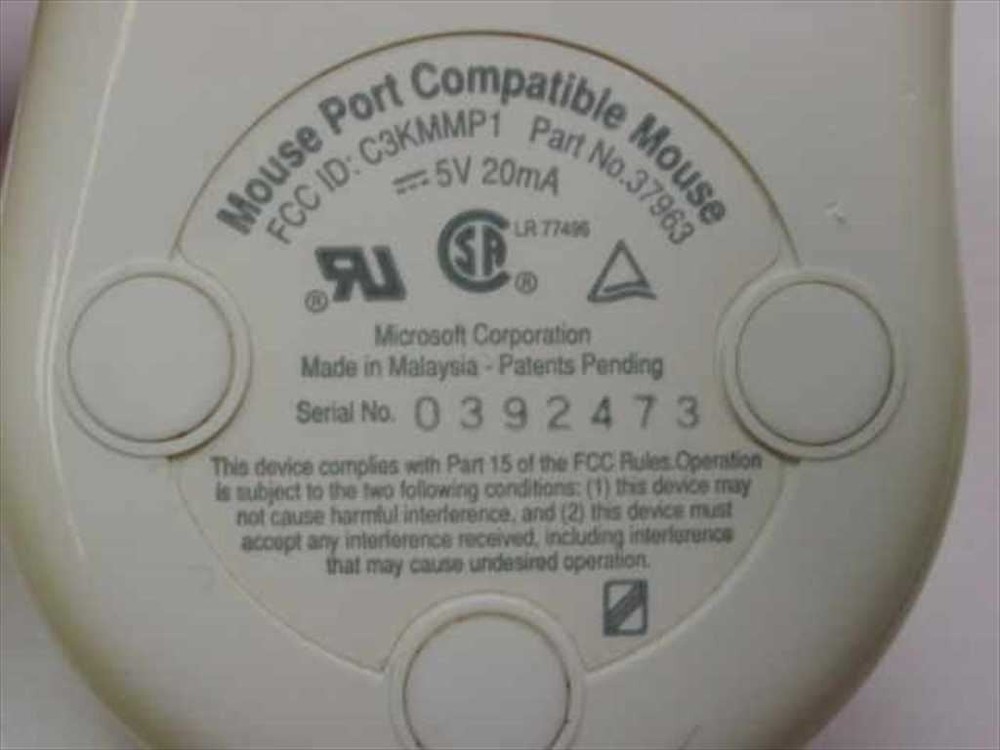 Mouse Port Compatible Mouse
FCC ID: C3KMMP1 Part No.37963
5V 20mA
SA LR 77496
®RU ®
Microsoft Corporation
Made in Malaysia - Patents Pending
Serial No. 0392473
This device complies with Part 15 of the FCC Rules.Operation
is subject to the two following conditions: (1) this device may
not cause harmful interference, and (2) this device must
accept any interference received, including interference
that may cause undesired operation.